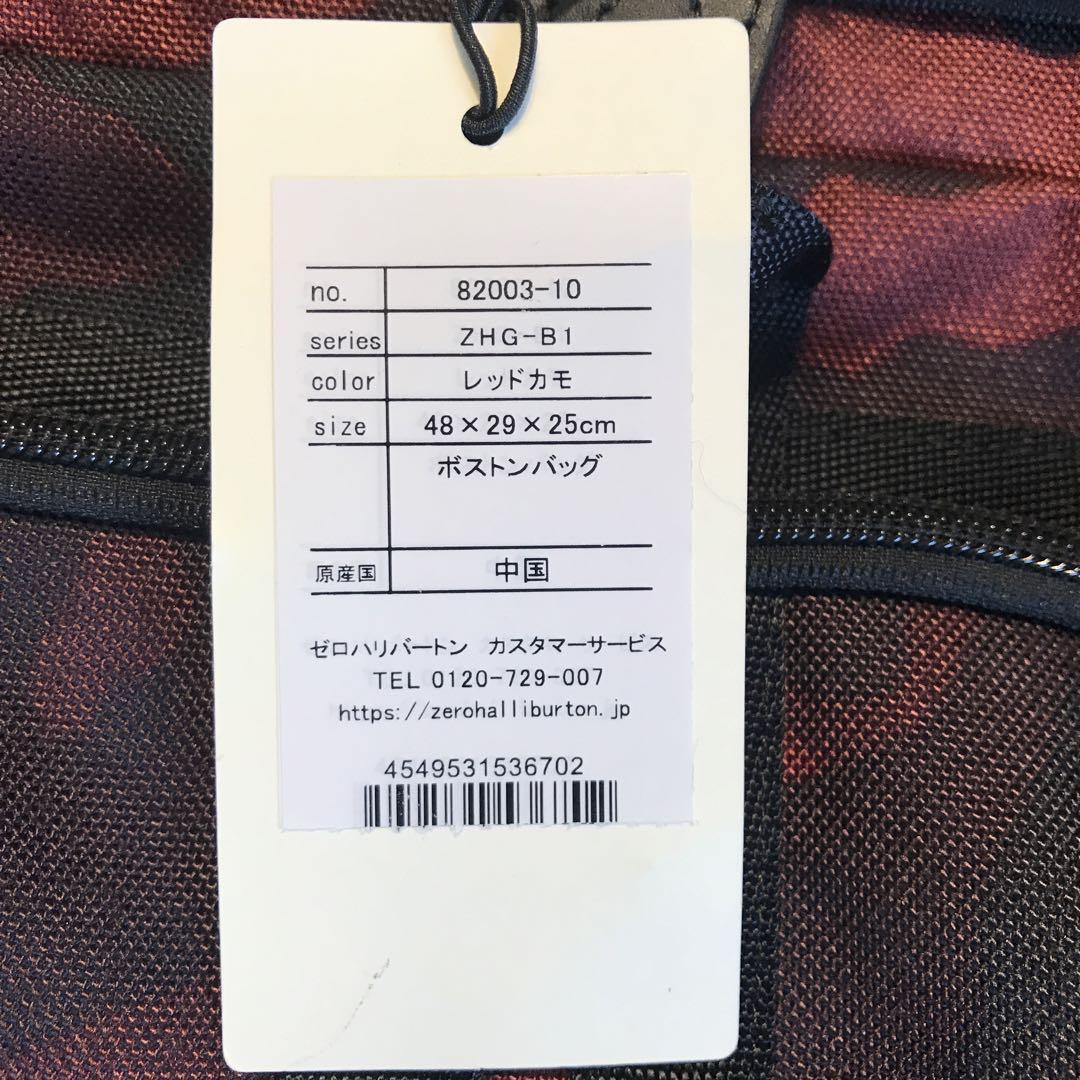 no. 82003-10
series ZHG-B1
color レッドカモ
size 48×29×25cm
ボストンバッグ
原産国 中国
ゼロハリバートン カスタマーサービス
TEL 0120-729-007
https://zerohalliburton.jp
4549531536702